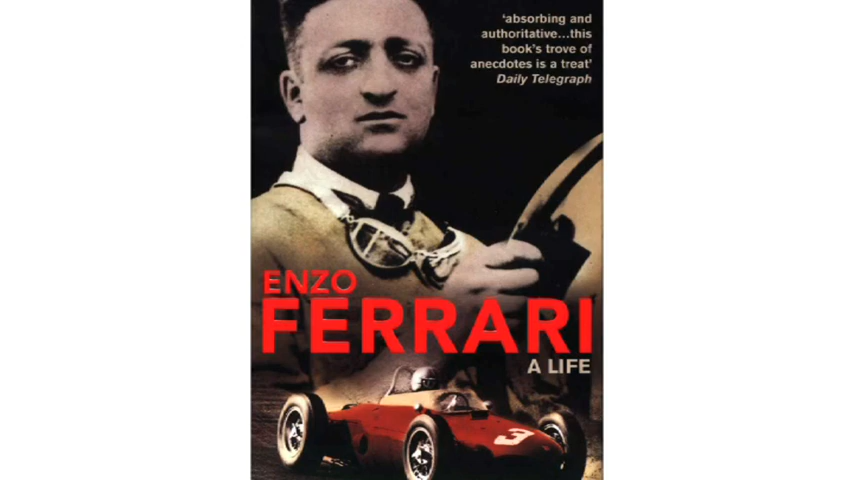 ‘absorbing and
authoritative...this
book’s trove of
anecdotes is a treat’
Daily Telegraph
ENZO
FERRARI
A LIFE
3